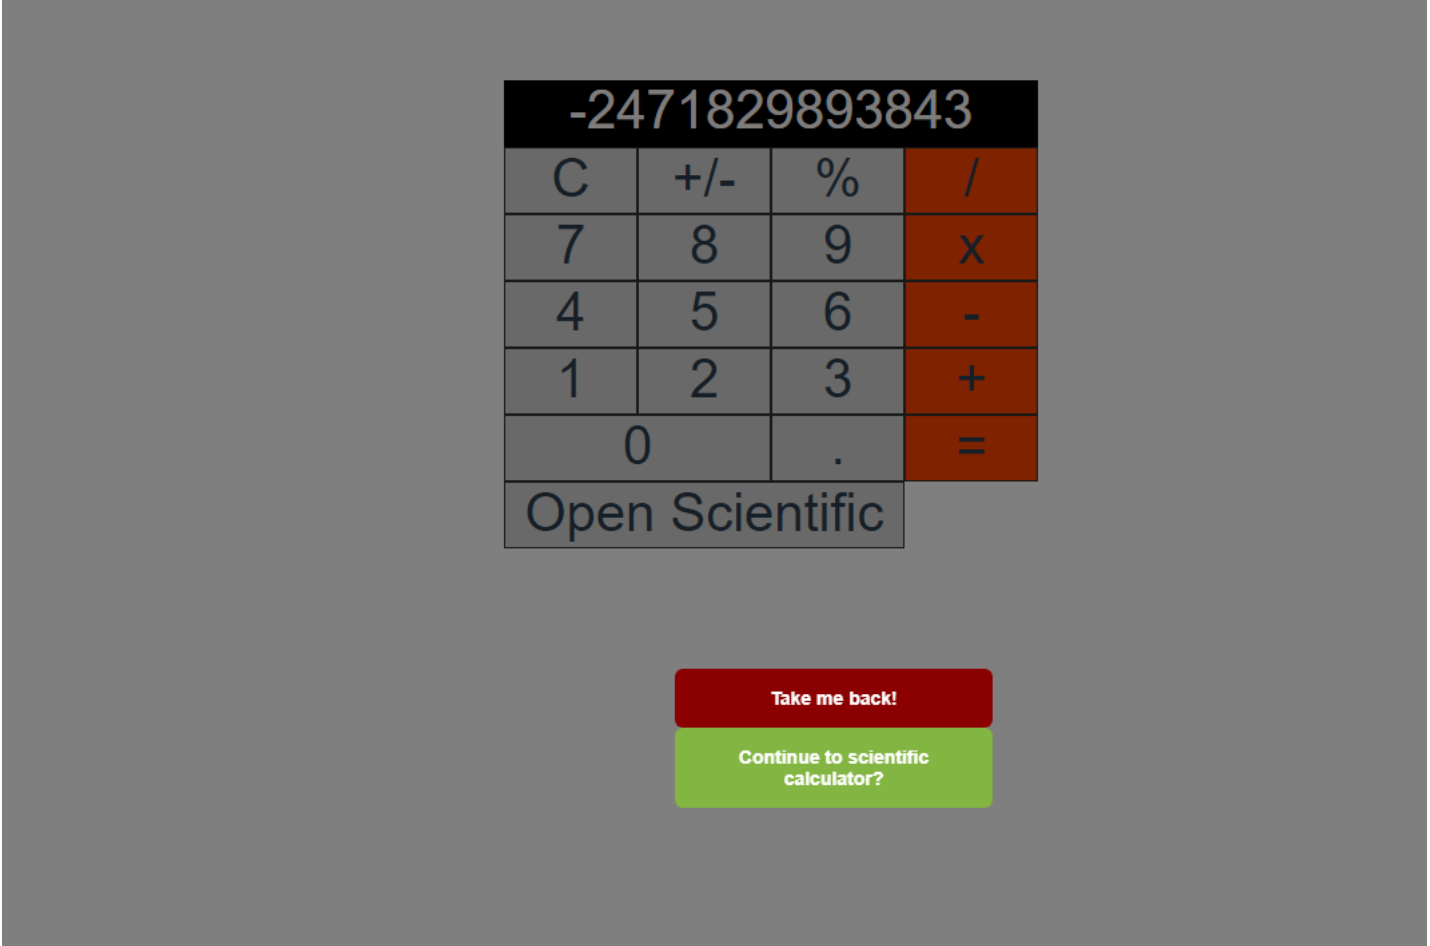 -2471829893843
C +/- % /
7 8 9 x
4 5 6 -
1 2 3 +
0 . =
Open Scientific
Take me back!
Continue to scientific
calculator?